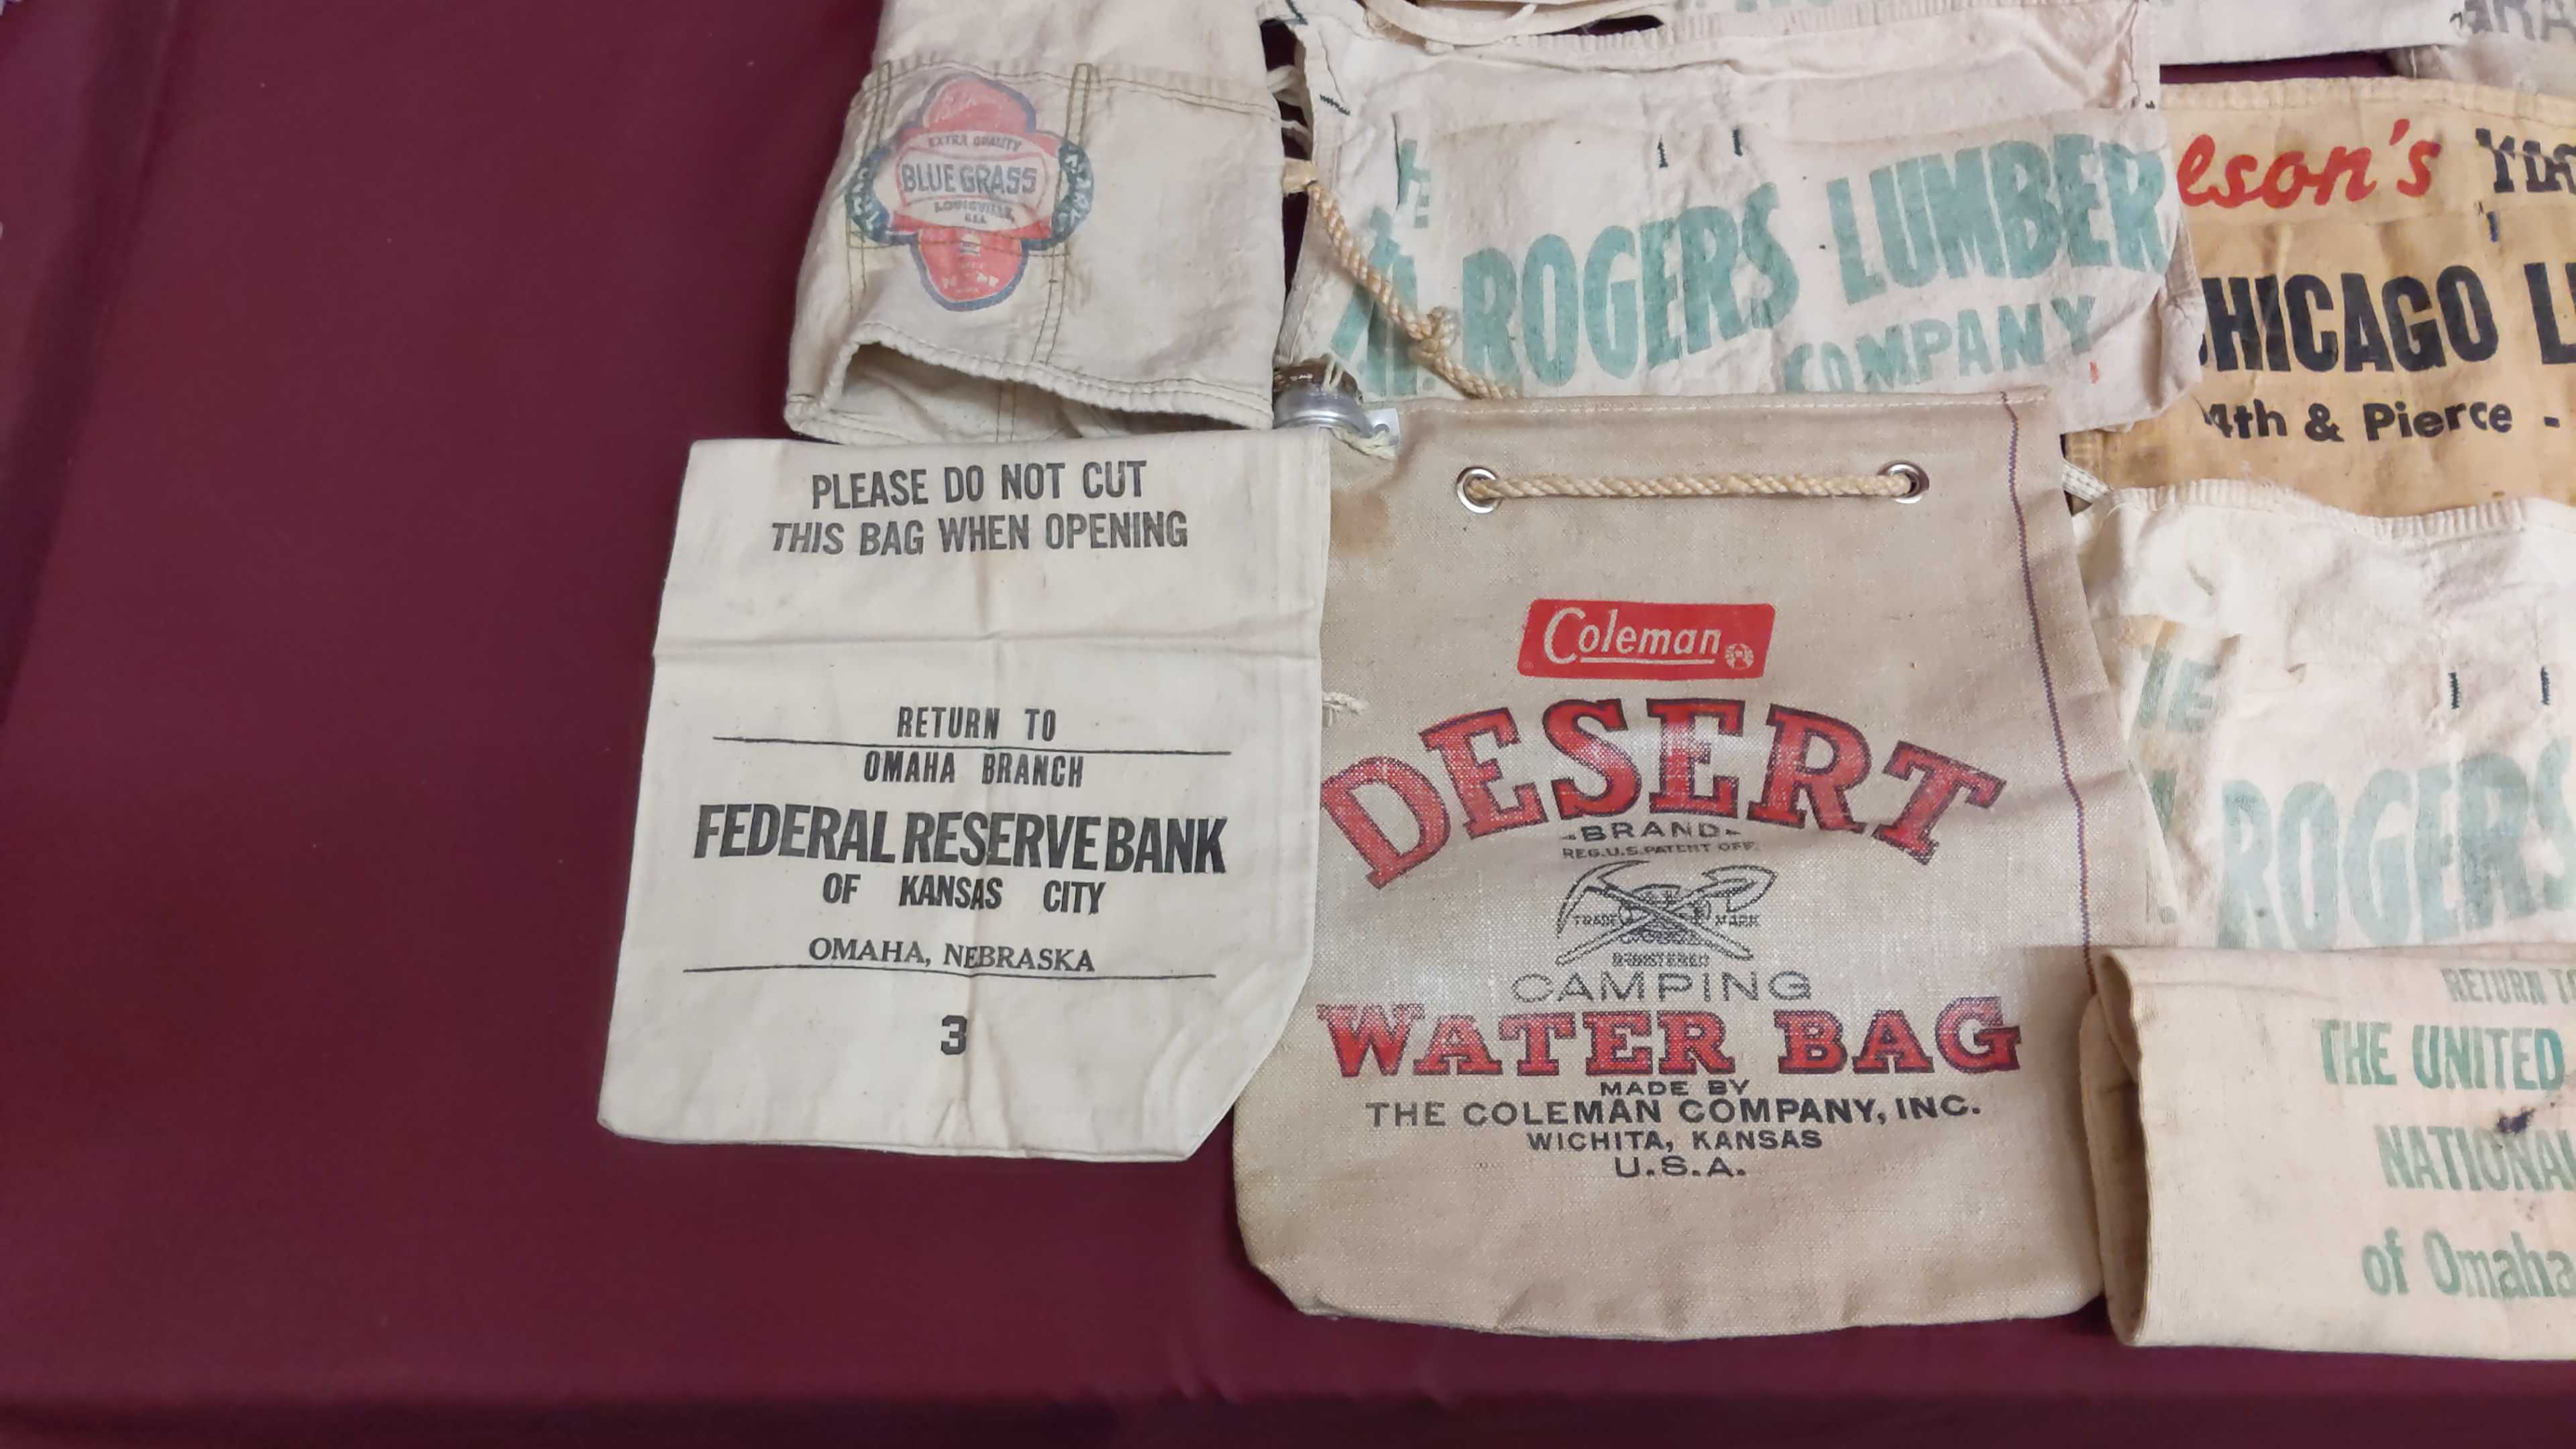 EXTRA QUALITY
BLUE GRASS
LOUISVILLE,
U.S.A.
M. ROGERS LUMBER
COMPANY
GRA
lson's
CHICAGO L
4th & Pierce -
PLEASE DO NOT CUT
THIS BAG WHEN OPENING
RETURN TO
OMAHA BRANCH
FEDERAL RESERVE BANK
OF KANSAS CITY
OMAHA, NEBRASKA
3
Coleman
DESERT
-BRAND-
REG.U.S.PATENT OFF.
TRADE MARK
REGISTERED
CAMPING
WATER BAG
MADE BY
THE COLEMAN COMPANY, INC.
WICHITA, KANSAS
U.S.A.
ROGERS
RETURN TO
THE UNITED
NATIONAL
of Omaha